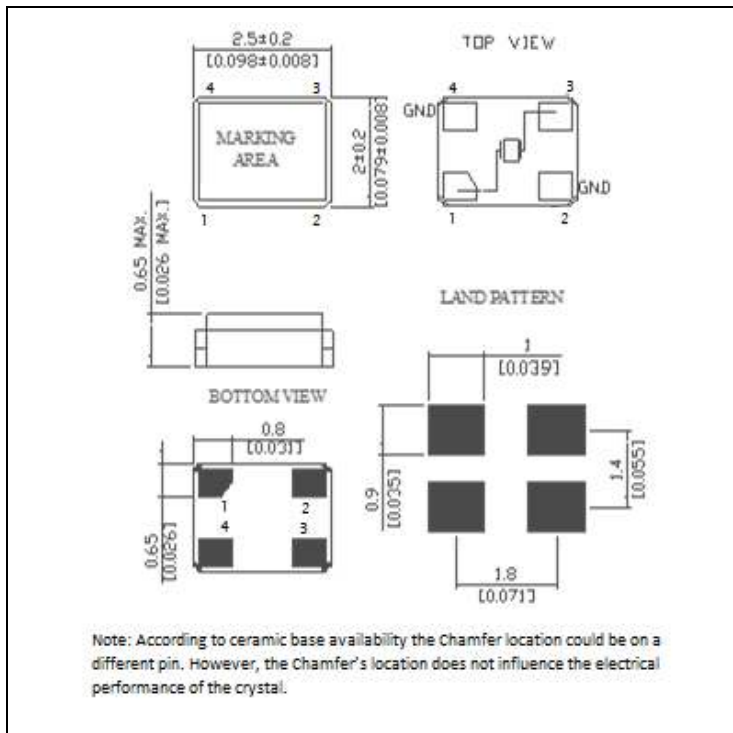 2.5±0.2
[0.098±0.008]
TOP VIEW
4 3
MARKING
AREA
1 2
2±0.2
[0.079±0.008]
4 3
GND
GND
1 2
0.65 MAX.
[0.026 MAX.]
LAND PATTERN
1
[0.039]
BOTTOM VIEW
0.8
[0.031]
1 2
4 3
0.65
[0.026]
0.9
[0.035]
1.4
[0.055]
1.8
[0.071]
Note: According to ceramic base availability the Chamfer location could be on a
different pin. However, the Chamfer's location does not influence the electrical
performance of the crystal.